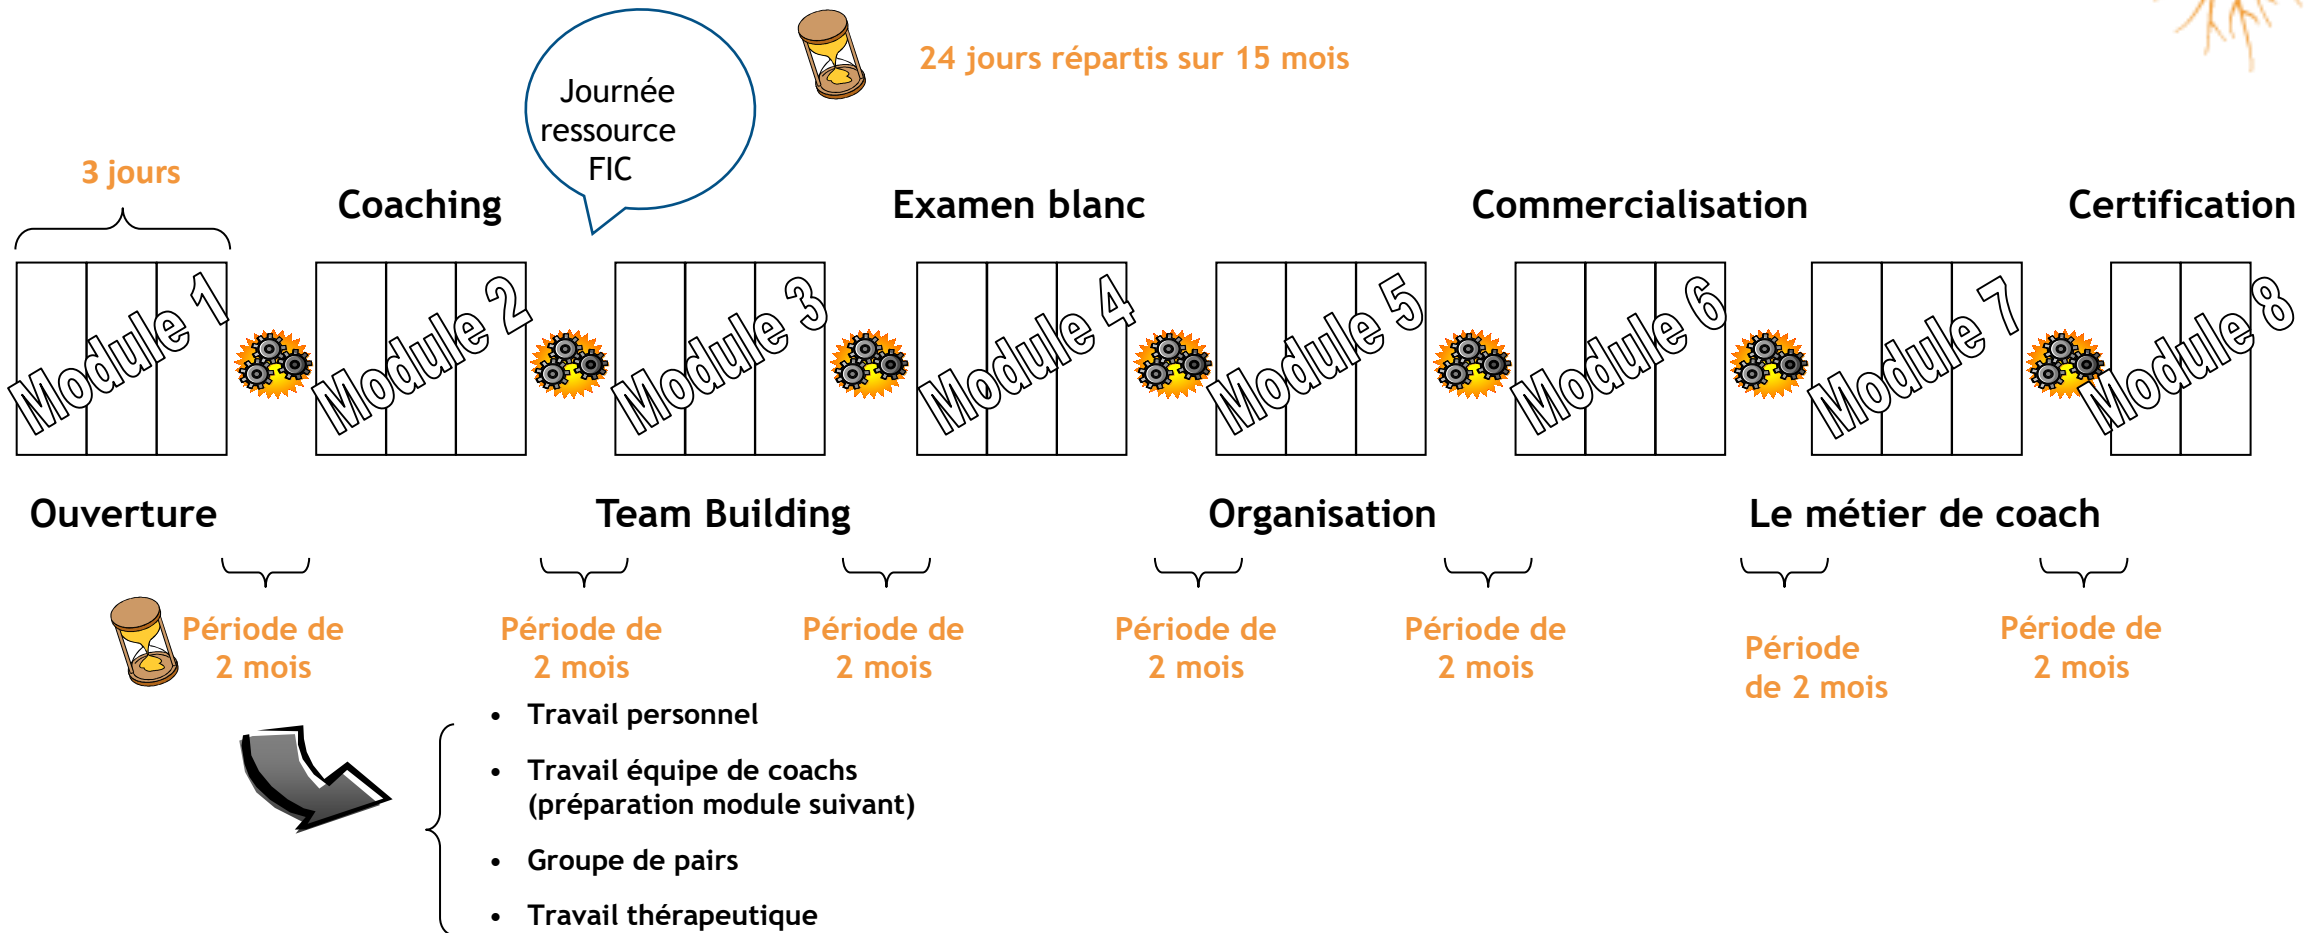 24 jours répartis sur 15 mois
Journée
ressource
FIC
3 jours
Coaching
Examen blanc
Commercialisation
Certification
Module 1
Module 2
Module 3
Module 4
Module 5
Module 6
Module 7
Module 8
Ouverture
Team Building
Organisation
Le métier de coach
Période de
2 mois
Période de
2 mois
Période de
2 mois
Période de
2 mois
Période de
2 mois
Période
de 2 mois
Période de
2 mois
• Travail personnel
• Travail équipe de coachs
(préparation module suivant)
• Groupe de pairs
• Travail thérapeutique